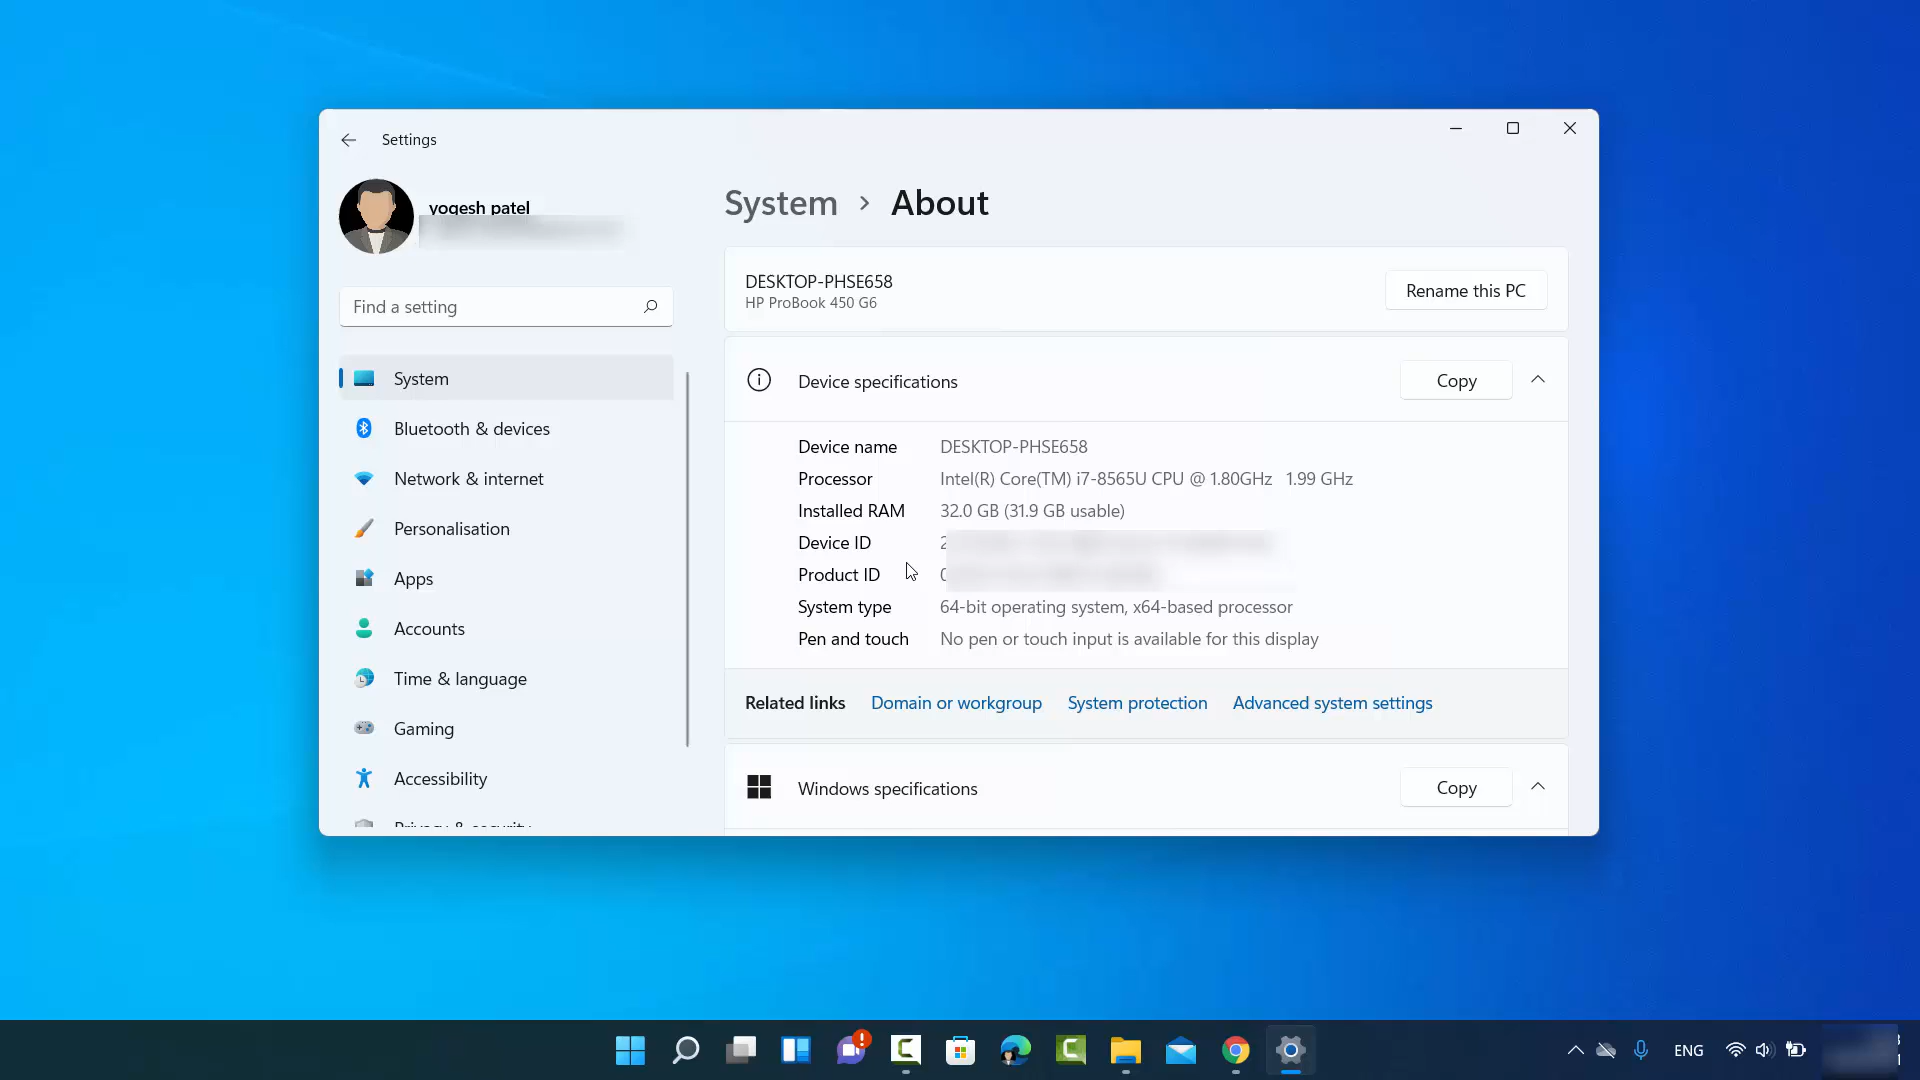 Settings
yogesh patel
Find a setting
System
Bluetooth & devices
Network & internet
Personalisation
Apps
Accounts
Time & language
Gaming
Accessibility
Privacy & security
System > About
DESKTOP-PHSE658
HP ProBook 450 G6
Rename this PC
Device specifications
Copy
Device name DESKTOP-PHSE658
Processor Intel(R) Core(TM) i7-8565U CPU @ 1.80GHz 1.99 GHz
Installed RAM 32.0 GB (31.9 GB usable)
Device ID
Product ID
System type 64-bit operating system, x64-based processor
Pen and touch No pen or touch input is available for this display
Related links Domain or workgroup System protection Advanced system settings
Windows specifications
Copy
ENG